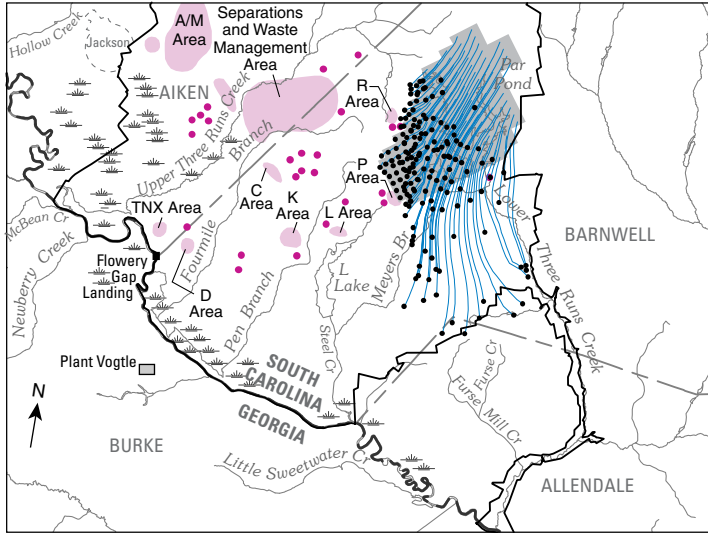 Hollow Creek
Jackson
A/M
Area
Separations and
and Waste
Management
Area
AIKEN
R
Area
Par
Pond
Upper Three Runs Creek
Branch
Fourmile
C
Area
K
Area
P
Area
L Area
TNX Area
McBean Cr
Newberry Creek
Flowery
Gap
Landing
D
Area
Pen Branch
L
Lake
Meyers Br
Steel Cr
Lower Three Runs Creek
BARNWELL
Plant Vogtle
SOUTH
CAROLINA
GEORGIA
N
BURKE
Little Sweetwater Cr
Furse Cr
Furse Mill Cr
ALLENDALE